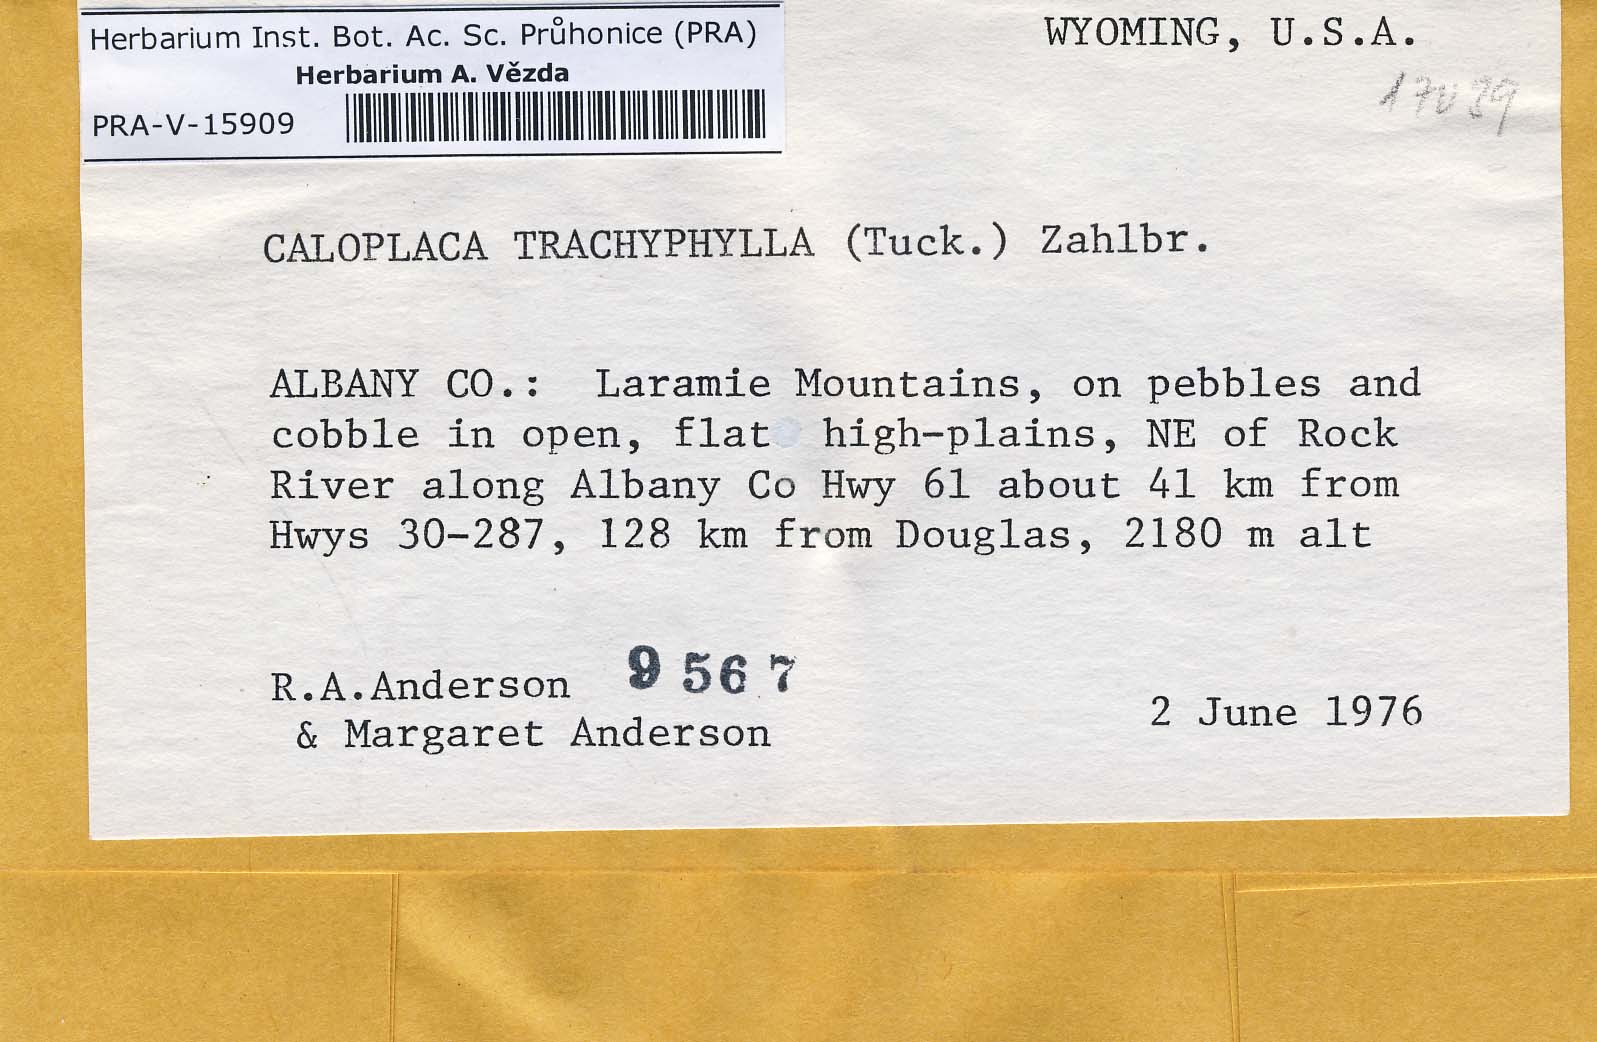 Herbarium Inst. Bot. Ac. Sc. Průhonice (PRA)
Herbarium A. Vězda
PRA-V-15909
WYOMING, U.S.A.
CALOPLACA TRACHYPHYLLA (Tuck.) Zahlbr.
ALBANY CO.: Laramie Mountains, on pebbles and
cobble in open, flat high-plains, NE of Rock
River along Albany Co Hwy 61 about 41 km from
Hwys 30-287, 128 km from Douglas, 2180 m alt
R.A.Anderson 9567
& Margaret Anderson
2 June 1976